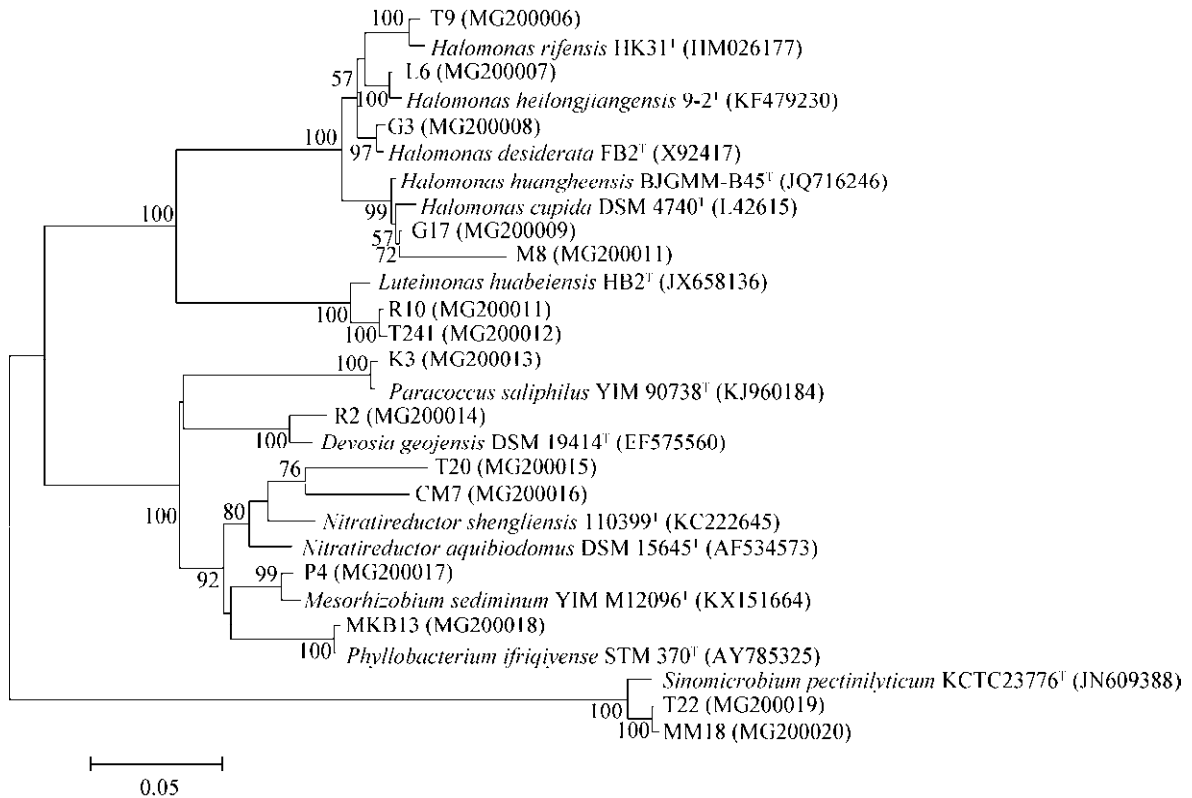 100 T9 (MG200006)
Halomonas rifensis HK31ᵀ (HM026177)
L6 (MG200007)
57
100 Halomonas heilongjiangensis 9-2ᵀ (KF479230)
G3 (MG200008)
100
97 Halomonas desiderata FB2ᵀ (X92417)
Halomonas huangheensis BJGMM-B45ᵀ (JQ716246)
Halomonas cupida DSM 4740ᵀ (L42615)
100 99
G17 (MG200009)
57
72 M8 (MG200011)
Luteimonas huabeiensis HB2ᵀ (JX658136)
R10 (MG200011)
100
100 T241 (MG200012)
100 K3 (MG200013)
Paracoccus saliphilus YIM 90738ᵀ (KJ960184)
R2 (MG200014)
100 Devosia geojensis DSM 19414ᵀ (EF575560)
76 T20 (MG200015)
CM7 (MG200016)
100 80
Nitratireductor shengliensis 110399ᵀ (KC222645)
Nitratireductor aquibiodomus DSM 15645ᵀ (AF534573)
92 99 P4 (MG200017)
Mesorhizobium sediminum YIM M12096ᵀ (KX151664)
MKB13 (MG200018)
100 Phyllobacterium ifriqiyense STM 370ᵀ (AY785325)
Sinomicrobium pectinilyticum KCTC23776ᵀ (JN609388)
100 T22 (MG200019)
100 MM18 (MG200020)
0.05